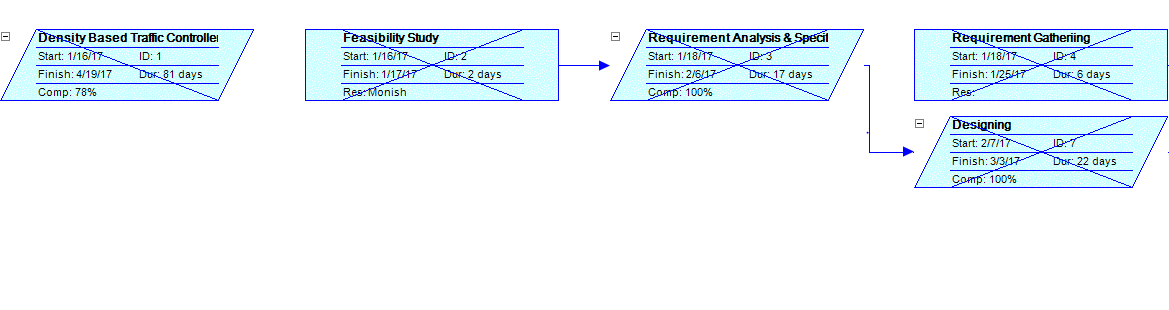 Density Based Traffic Controller
Start: 1/16/17 ID: 1
Finish: 4/19/17 Dur: 81 days
Comp: 78%
Feasibility Study
Start: 1/16/17 ID: 2
Finish: 1/17/17 Dur: 2 days
Res: Monish
Requirement Analysis & Specif
Start: 1/18/17 ID: 3
Finish: 2/6/17 Dur: 17 days
Comp: 100%
Requirement Gathering
Start: 1/18/17 ID: 4
Finish: 1/25/17 Dur: 6 days
Res:
Designing
Start: 2/7/17 ID: 7
Finish: 3/3/17 Dur: 22 days
Comp: 100%